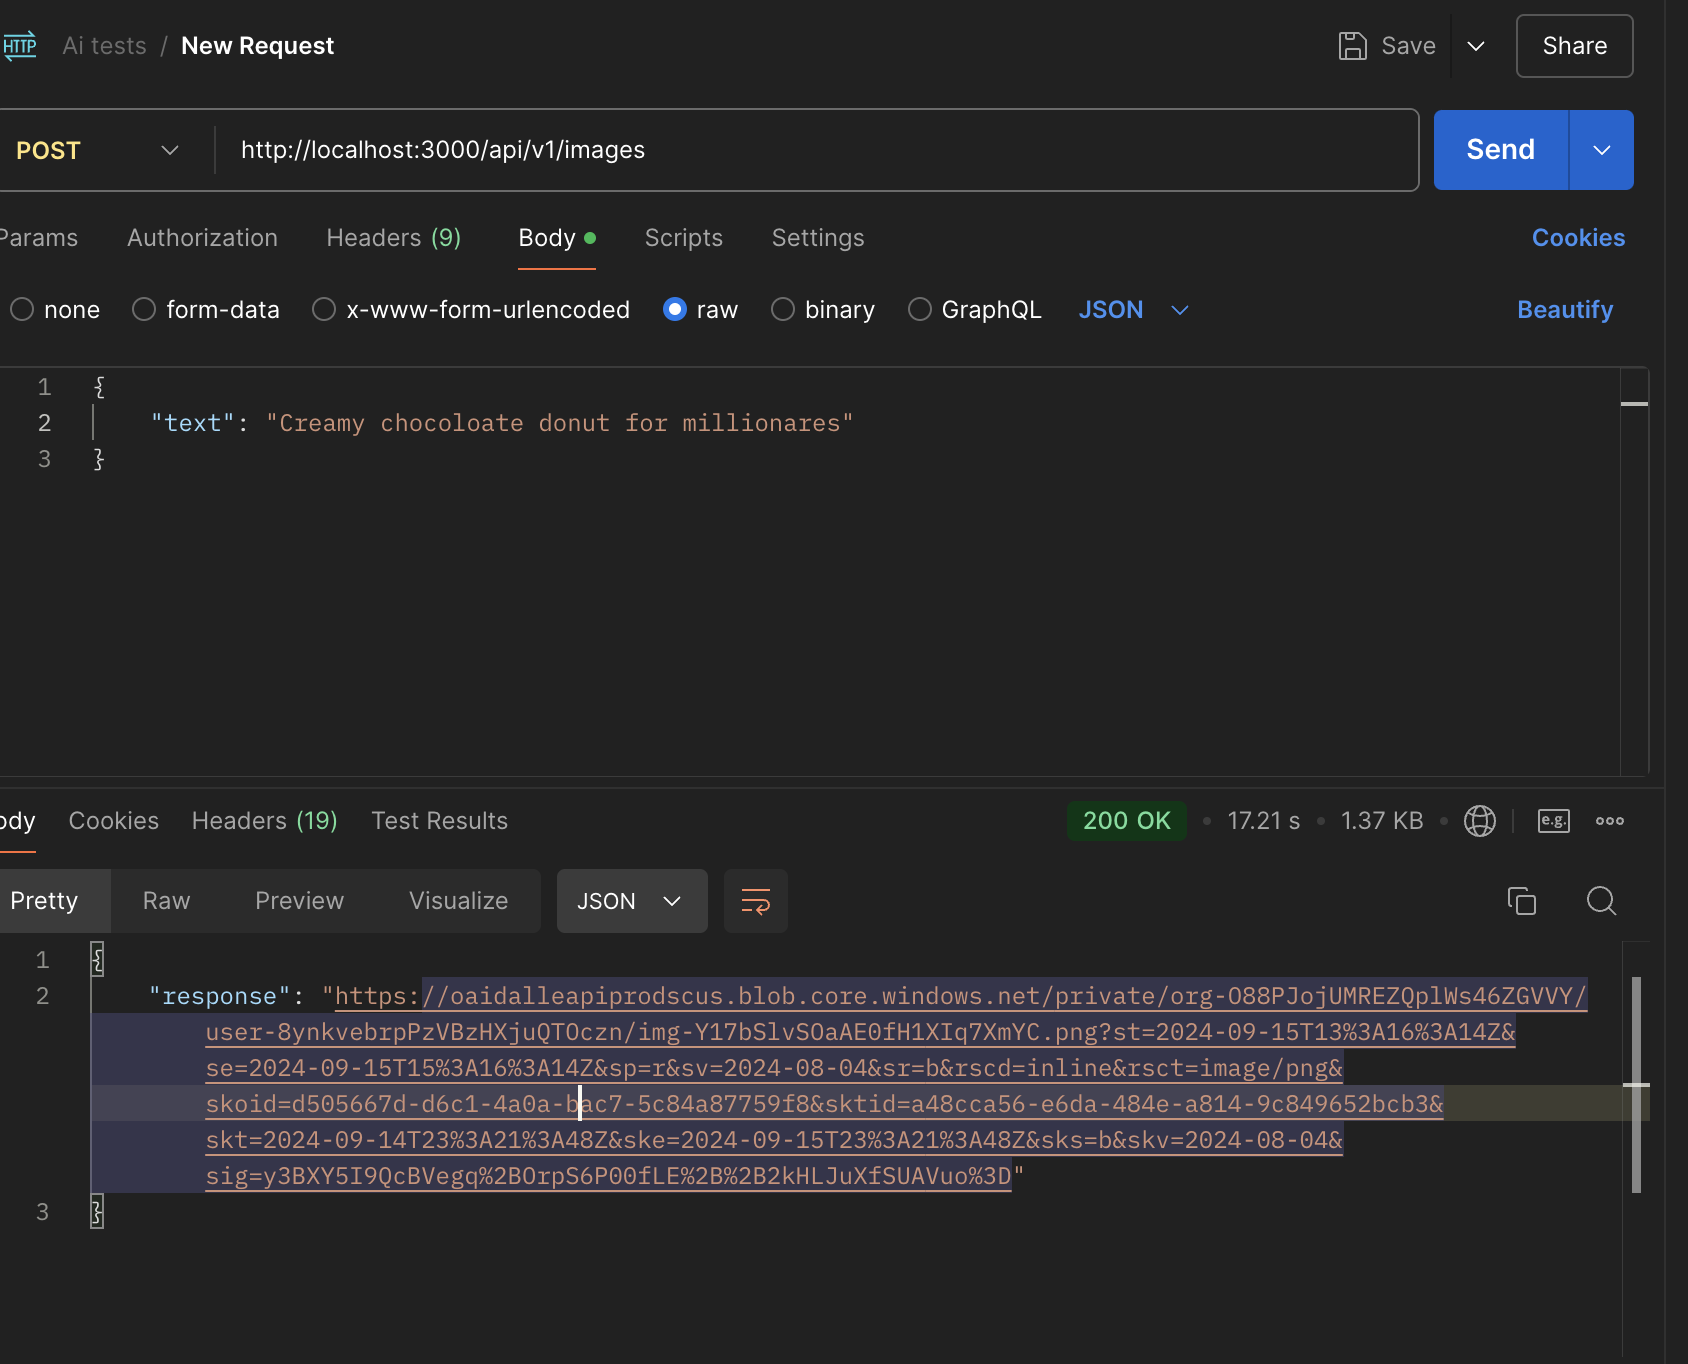 HTTP Ai tests / New Request Save Share
POST http://localhost:3000/api/v1/images Send
Params Authorization Headers (9) Body Scripts Settings Cookies
none form-data x-www-form-urlencoded raw binary GraphQL JSON Beautify
1 {
2 "text": "Creamy chocoloate donut for millionares"
3 }
ody Cookies Headers (19) Test Results 200 OK • 17.21 s • 1.37 KB • e.g.
Pretty Raw Preview Visualize JSON
1 {
2 "response": "https://oaidalleapiprodscus.blob.core.windows.net/private/org-O88PJojUMREZQplWs46ZGVVY/
user-8ynkvebrpPzVBzHXjuQTOczn/img-Y17bSlvSOaAE0fH1XIq7XmYC.png?st=2024-09-15T13%3A16%3A14Z&
se=2024-09-15T15%3A16%3A14Z&sp=r&sv=2024-08-04&sr=b&rscd=inline&rsct=image/png&
skoid=d505667d-d6c1-4a0a-bac7-5c84a87759f8&sktid=a48cca56-e6da-484e-a814-9c849652bcb3&
skt=2024-09-14T23%3A21%3A48Z&ske=2024-09-15T23%3A21%3A48Z&sks=b&skv=2024-08-04&
sig=y3BXY5I9QcBVegq%2BOrpS6P00fLE%2B%2B2kHLJuXfSUAVuo%3D"
3 }